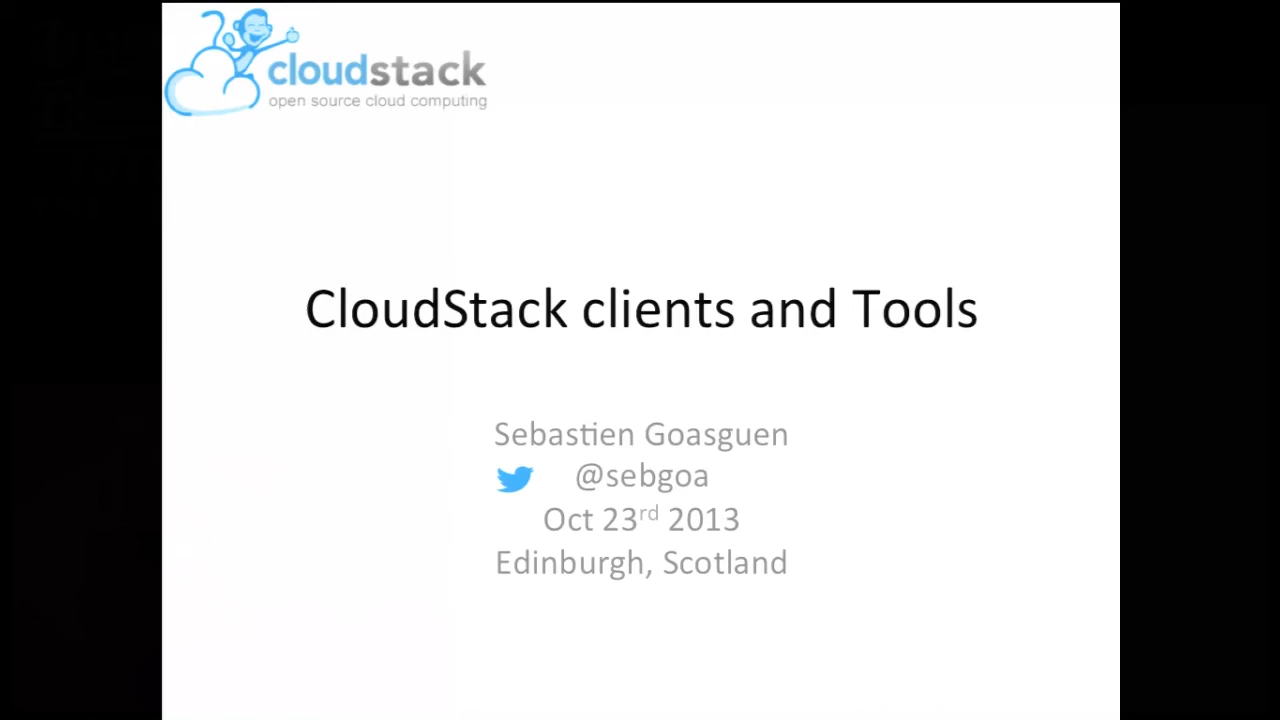 cloudstack
open source cloud computing
CloudStack clients and Tools
Sebastien Goasguen
@sebgoa
Oct 23rd 2013
Edinburgh, Scotland